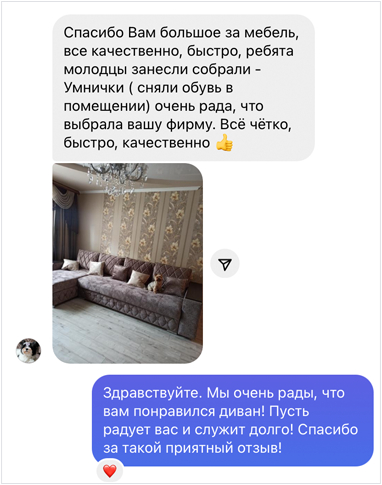 Спасибо Вам большое за мебель,
все качественно, быстро, ребята
молодцы занесли собрали -
Умнички ( сняли обувь в
помещении) очень рада, что
выбрала вашу фирму. Всё чётко,
быстро, качественно 👍
Здравствуйте. Мы очень рады, что
вам понравился диван! Пусть
радует вас и служит долго! Спасибо
за такой приятный отзыв!